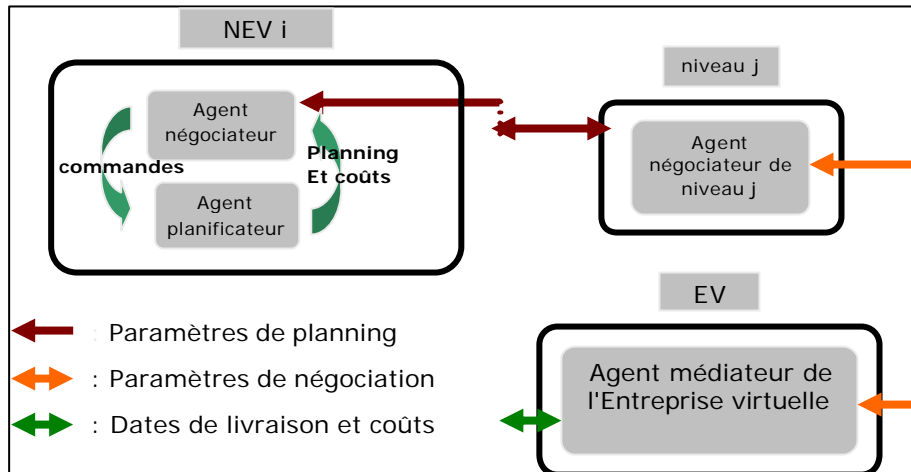 NEV i
niveau j
Agent
négociateur
commandes
Planning
Et coûts
Agent
planificateur
Agent
négociateur de
niveau j
EV
Agent médiateur de
l'Entreprise virtuelle
: Paramètres de planning
: Paramètres de négociation
: Dates de livraison et coûts